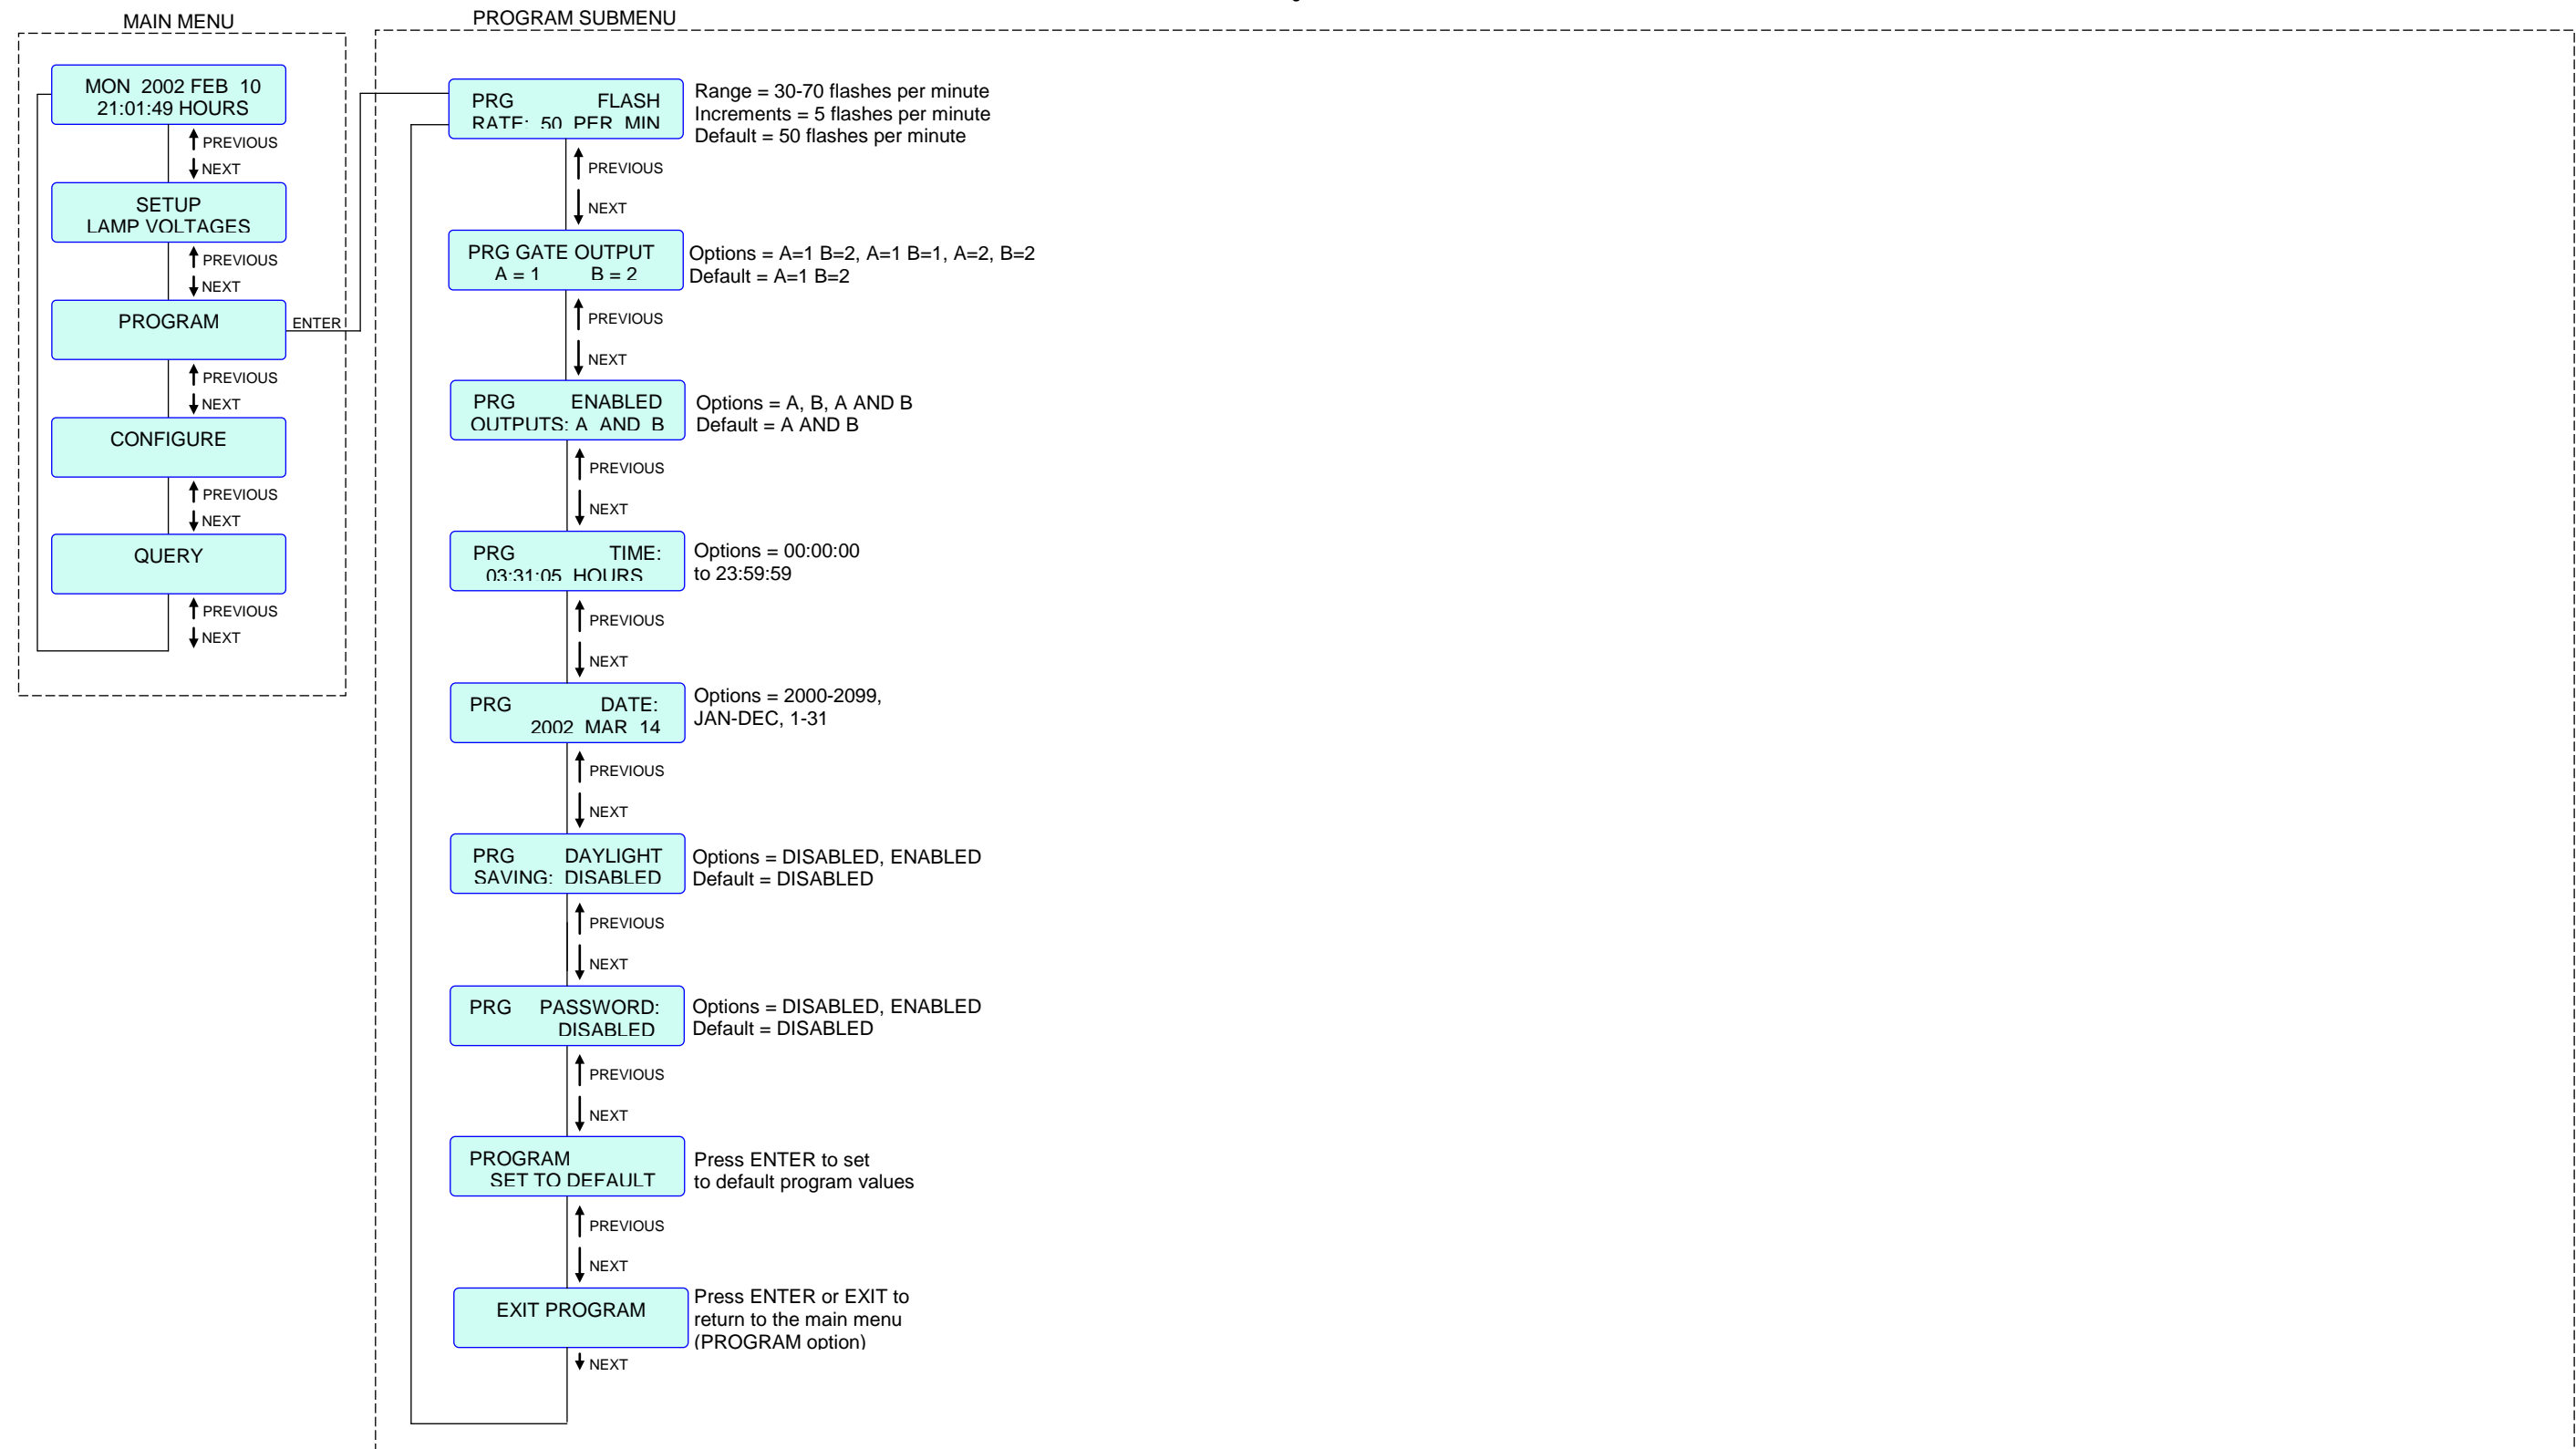 MAIN MENU
MON 2002 FEB 10
21:01:49 HOURS
PREVIOUS
NEXT
SETUP
LAMP VOLTAGES
PREVIOUS
NEXT
PROGRAM
ENTER
PREVIOUS
NEXT
CONFIGURE
PREVIOUS
NEXT
QUERY
PREVIOUS
NEXT
PROGRAM SUBMENU
PRG FLASH
RATE: 50 PER MIN
Range = 30-70 flashes per minute
Increments = 5 flashes per minute
Default = 50 flashes per minute
PREVIOUS
NEXT
PRG GATE OUTPUT
A = 1 B = 2
Options = A=1 B=2, A=1 B=1, A=2, B=2
Default = A=1 B=2
PREVIOUS
NEXT
PRG ENABLED
OUTPUTS: A AND B
Options = A, B, A AND B
Default = A AND B
PREVIOUS
NEXT
PRG TIME:
03:31:05 HOURS
Options = 00:00:00
to 23:59:59
PREVIOUS
NEXT
PRG DATE:
2002 MAR 14
Options = 2000-2099,
JAN-DEC, 1-31
PREVIOUS
NEXT
PRG DAYLIGHT
SAVING: DISABLED
Options = DISABLED, ENABLED
Default = DISABLED
PREVIOUS
NEXT
PRG PASSWORD:
DISABLED
Options = DISABLED, ENABLED
Default = DISABLED
PREVIOUS
NEXT
PROGRAM
SET TO DEFAULT
Press ENTER to set
to default program values
PREVIOUS
NEXT
EXIT PROGRAM
Press ENTER or EXIT to
return to the main menu
(PROGRAM option)
NEXT